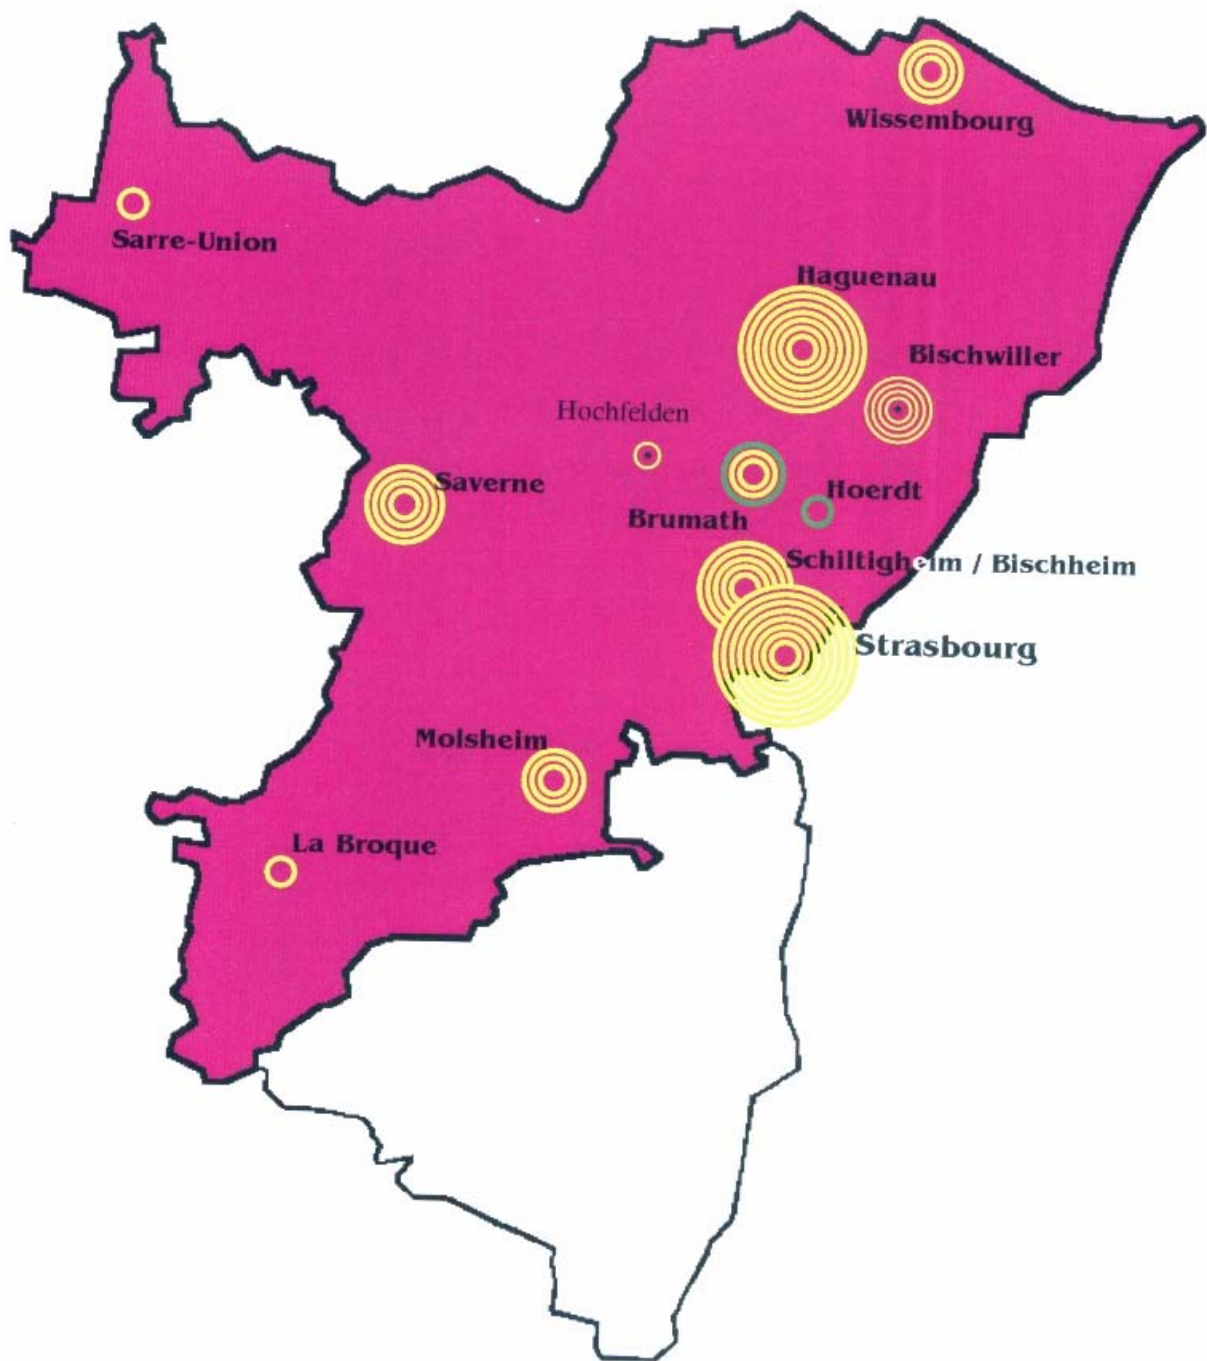 Wissembourg
Sarre-Union
Haguenau
Bischwiller
Hochfelden
Saverne
Hoerdt
Brumath
Schiltigheim / Bischheim
Strasbourg
Molsheim
La Broque